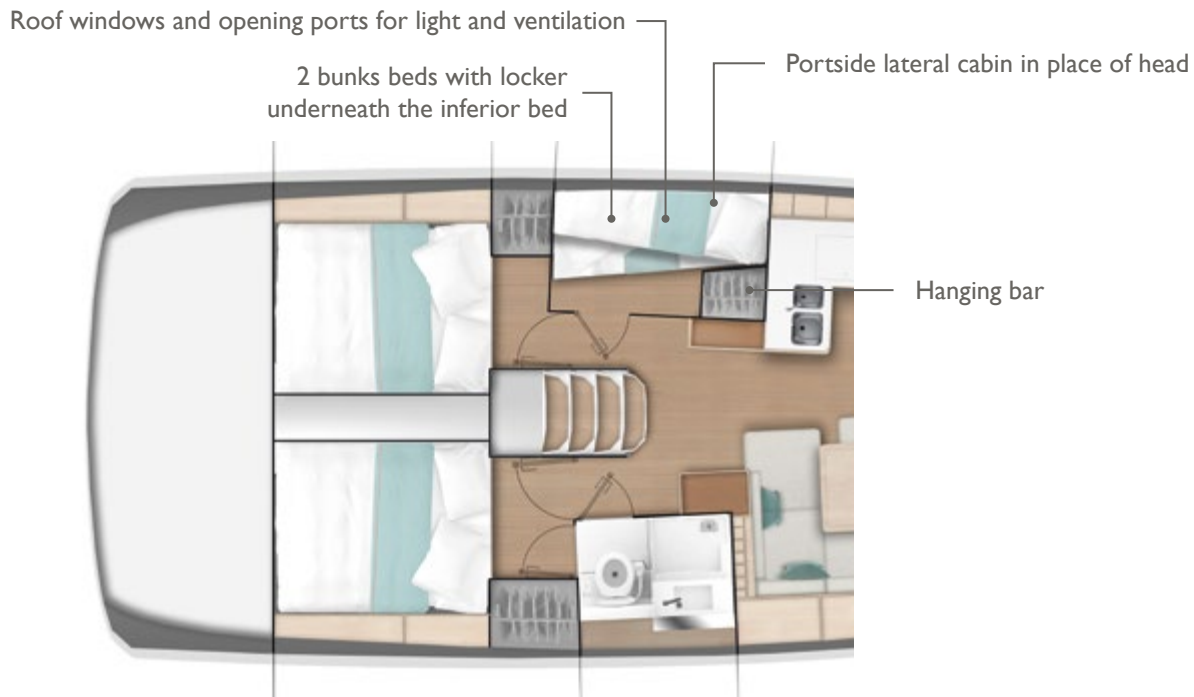 Roof windows and opening ports for light and ventilation
2 bunks beds with locker
underneath the inferior bed
Portside lateral cabin in place of head
Hanging bar